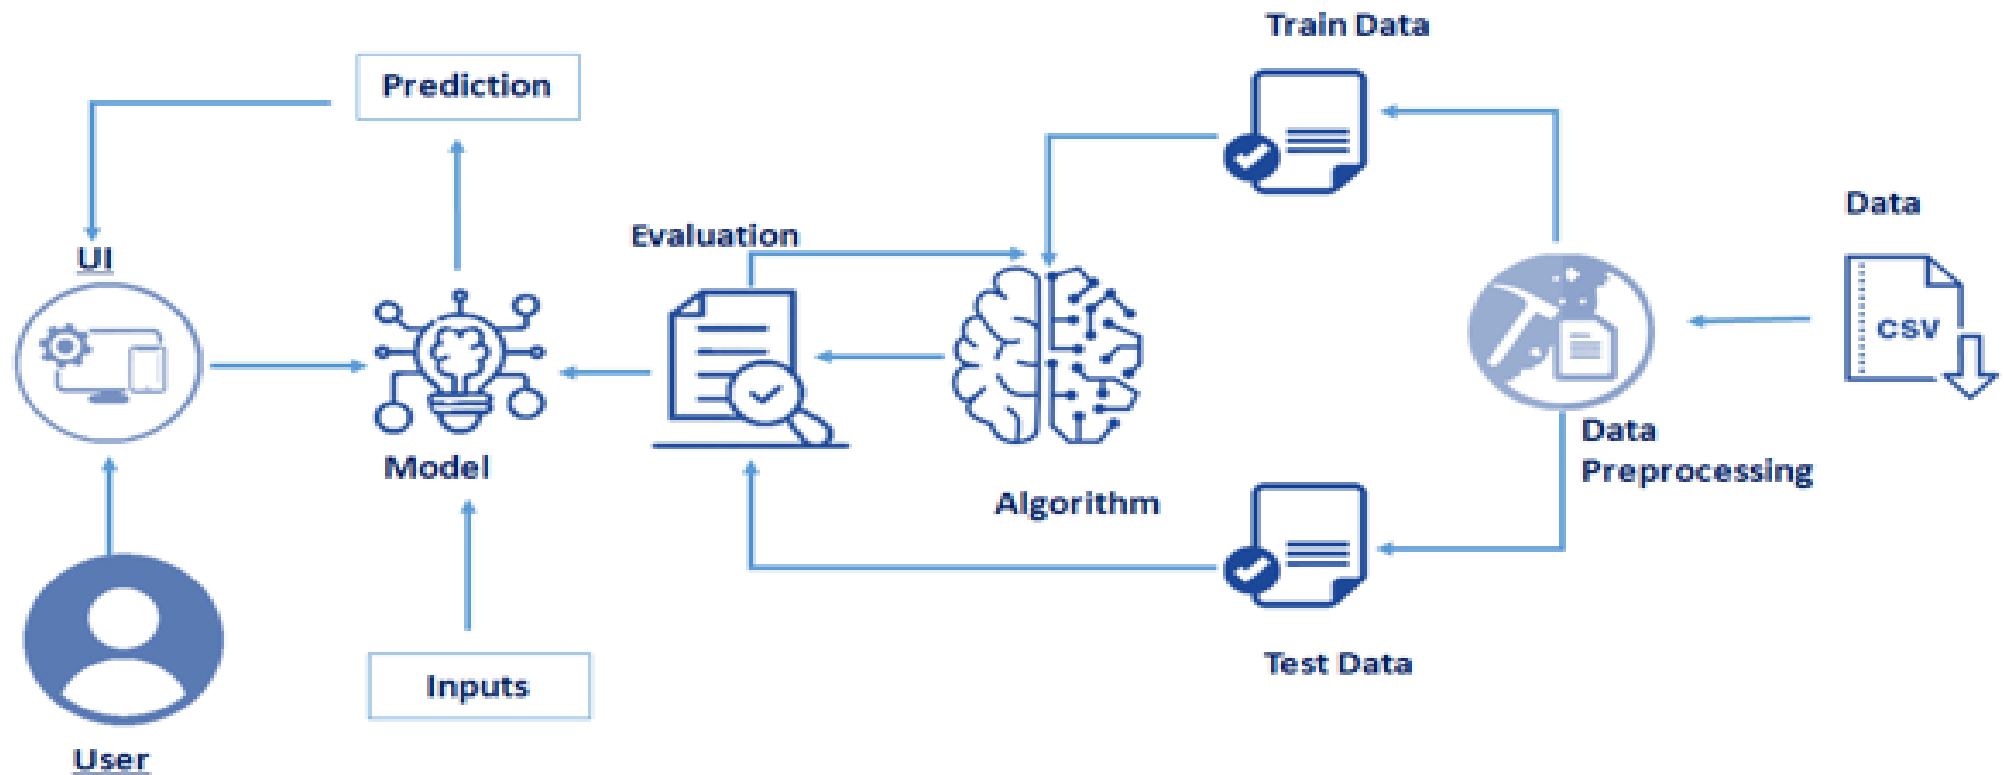 Train Data
Prediction
Data
Evaluation
UI
CSV
Data
Preprocessing
Model
Algorithm
Test Data
Inputs
User